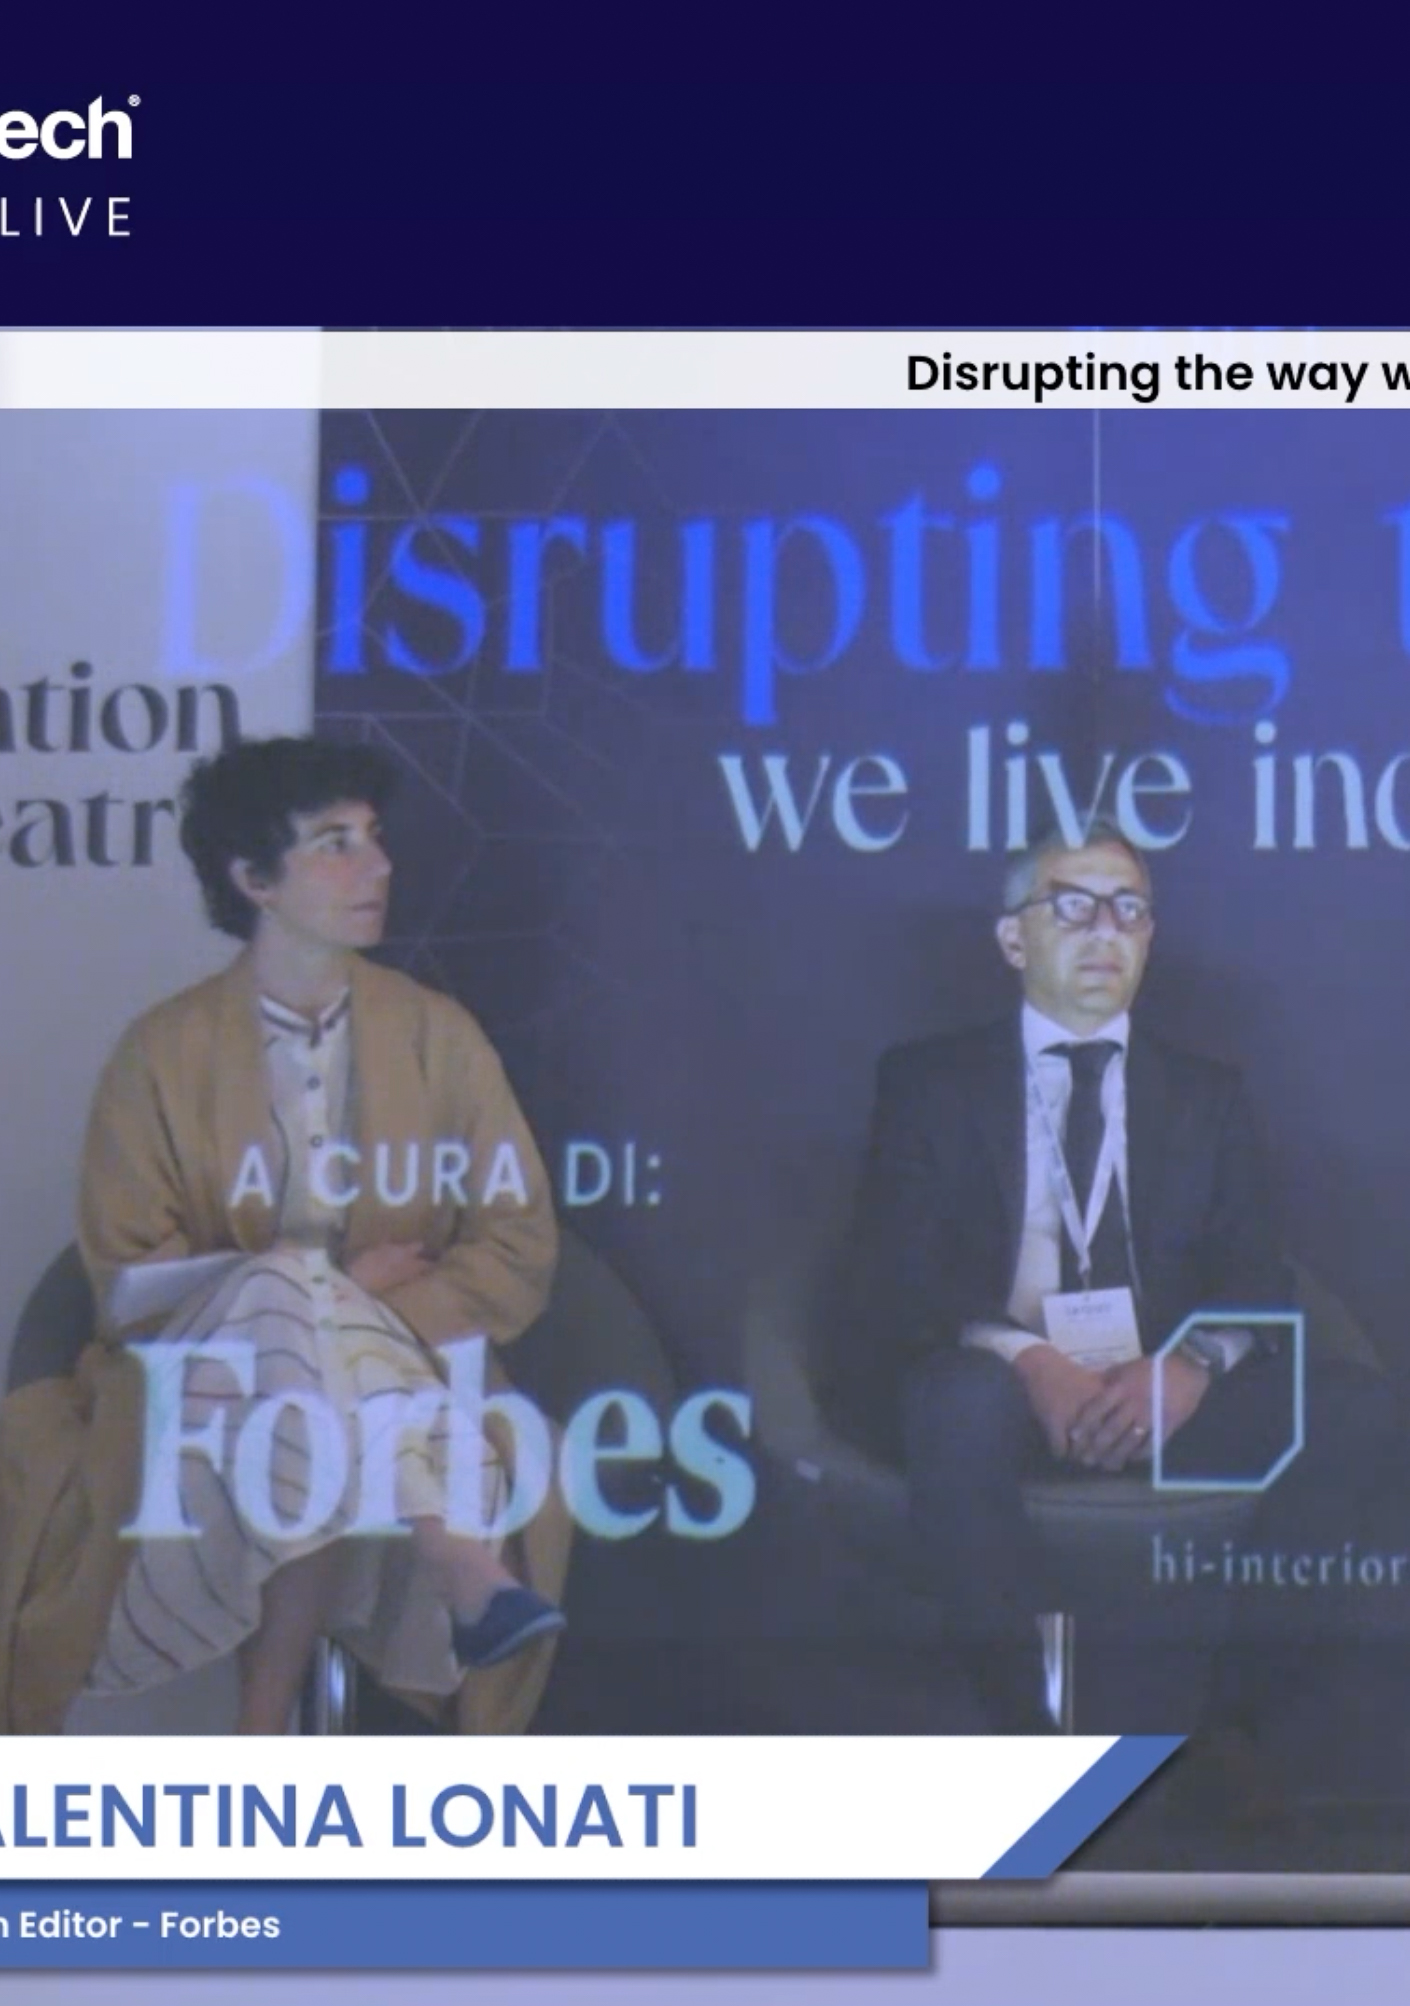 ech®
LIVE
Disrupting the way w
Disrupting t
we live ind
ation
eatr
A CURA DI:
Forbes
hi-interior
ALENTINA LONATI
n Editor - Forbes